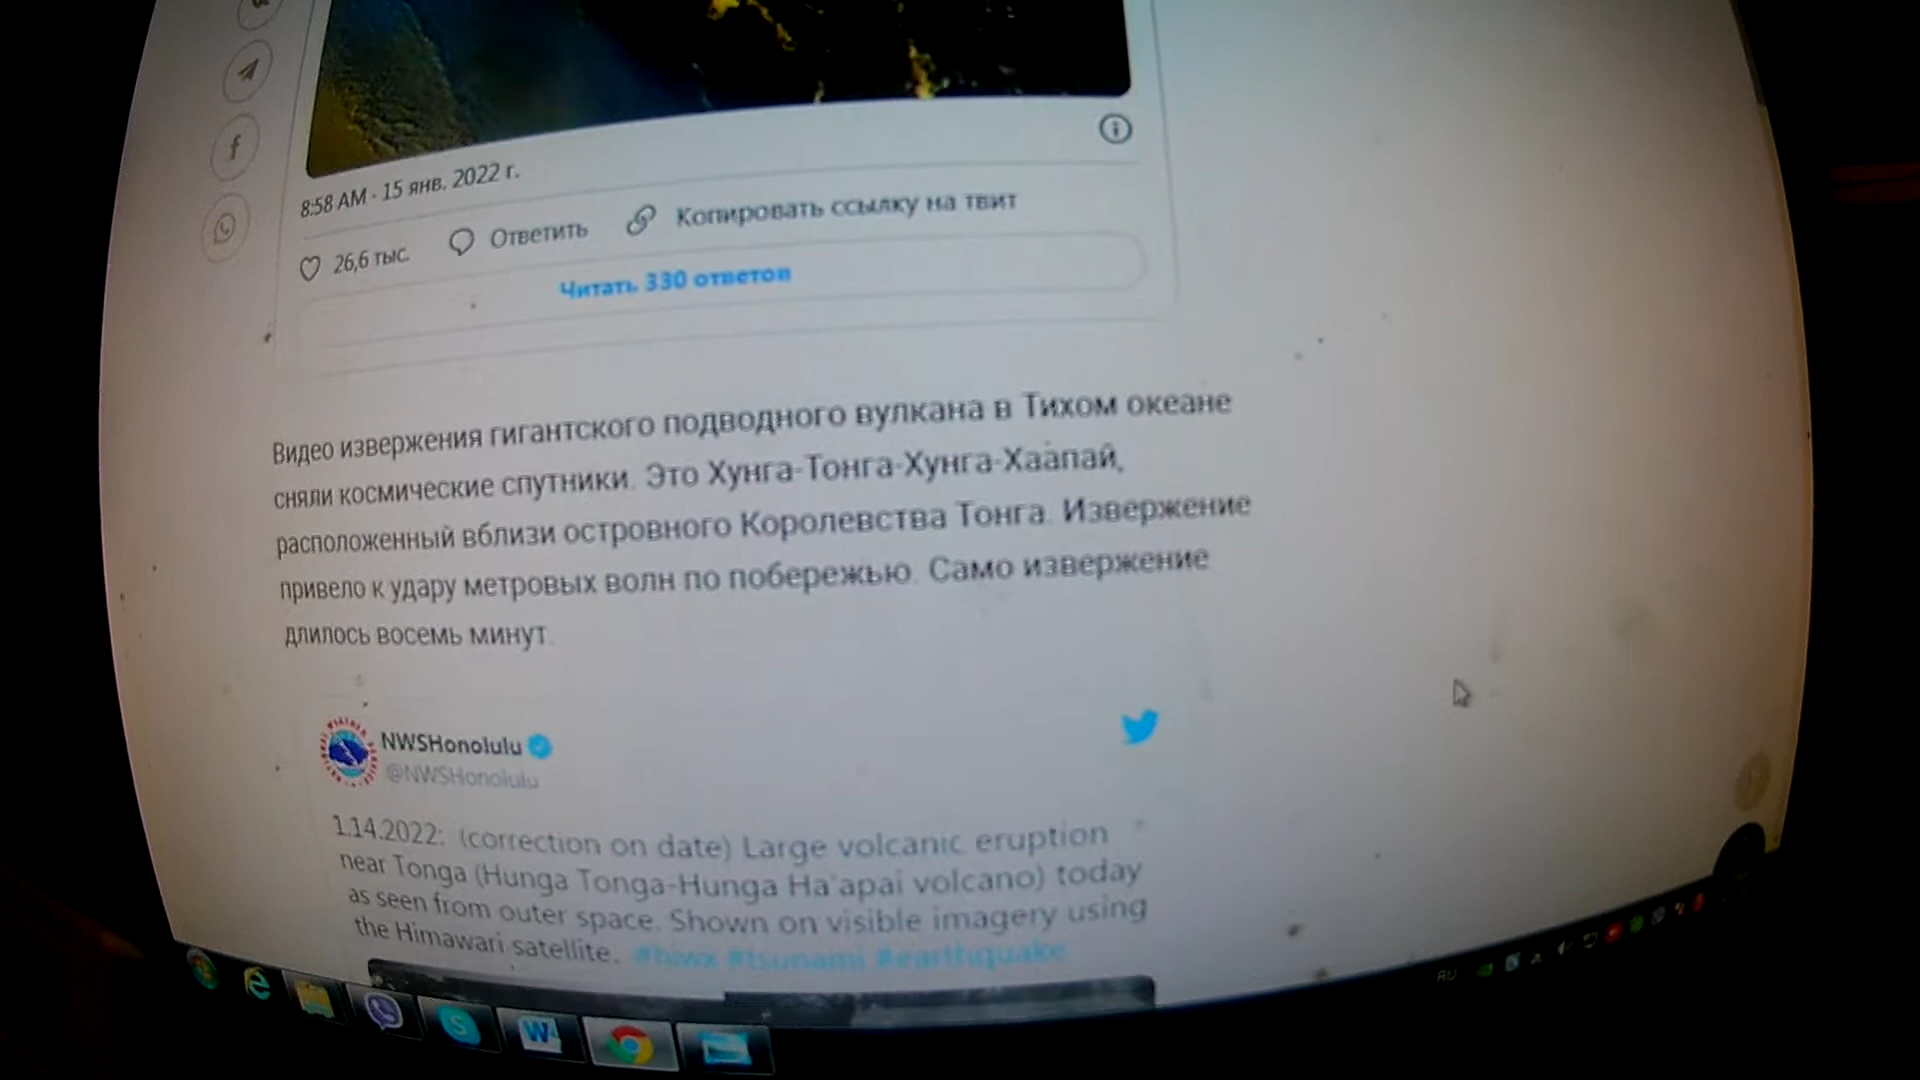 8:58 AM · 15 янв. 2022 г.
26,6 тыс. Ответить Копировать ссылку на твит
Читать 330 ответов
Видео извержения гигантского подводного вулкана в Тихом океане
сняли космические спутники. Это Хунга-Тонга-Хунга-Хаапай,
расположенный вблизи островного Королевства Тонга. Извержение
привело к удару метровых волн по побережью. Само извержение
длилось восемь минут.
NWSHonolulu
@NWSHonolulu
1.14.2022: (correction on date) Large volcanic eruption
near Tonga (Hunga Tonga-Hunga Ha'apai volcano) today
as seen from outer space. Shown on visible imagery using
the Himawari satellite. #hiwx #tsunami #earthquake
RU